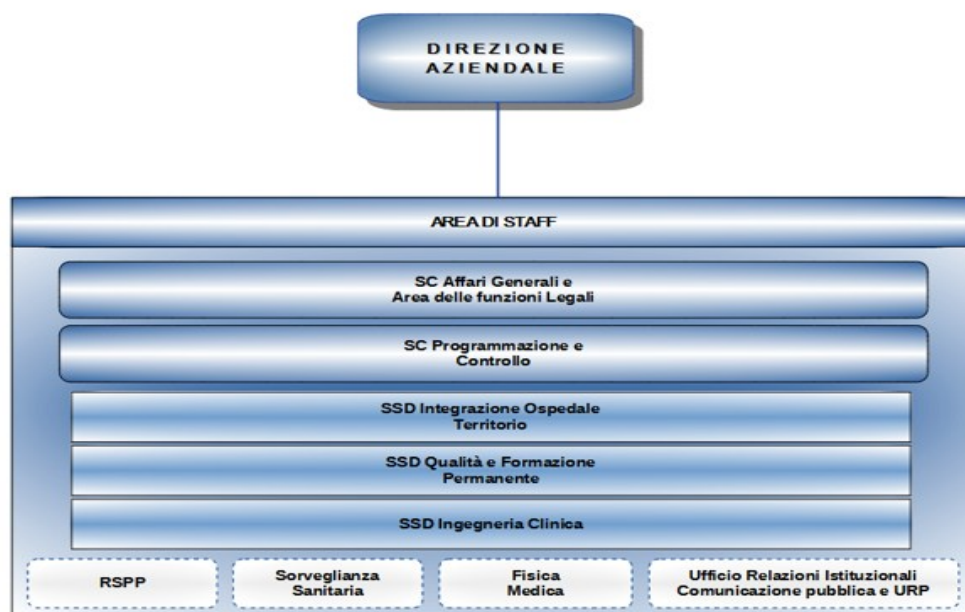 DIREZIONE
AZIENDALE
AREA DI STAFF
SC Affari Generali e
Area delle funzioni Legali
SC Programmazione e
Controllo
SSD Integrazione Ospedale
Territorio
SSD Qualità e Formazione
Permanente
SSD Ingegneria Clinica
RSPP
Sorveglianza
Sanitaria
Fisica
Medica
Ufficio Relazioni Istituzionali
Comunicazione pubblica e URP